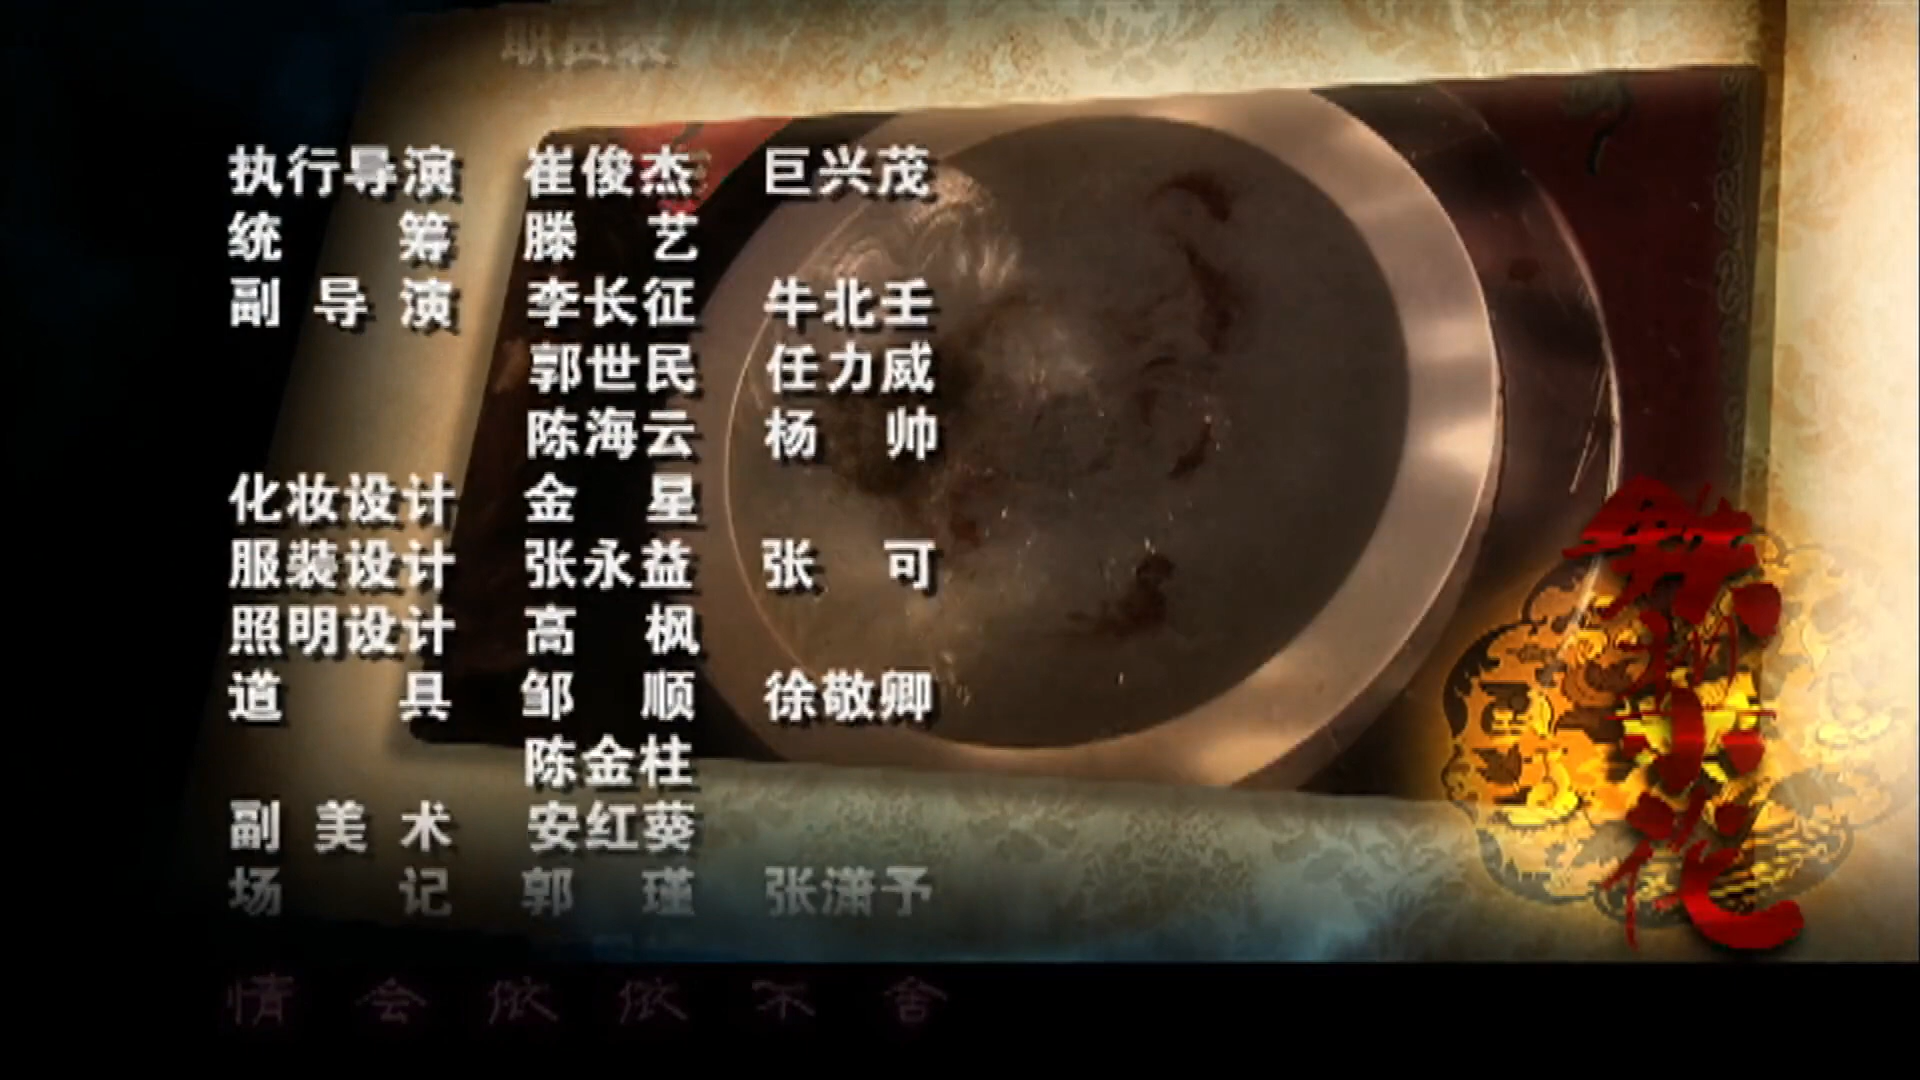 职员表
执行导演 崔俊杰 巨兴茂
统筹 滕艺
副导演 李长征 牛北壬
郭世民 任力威
陈海云 杨帅
化妆设计 金星
服装设计 张永益 张可
照明设计 高枫
道具 邹顺 徐敬卿
陈金柱
副美术 安红葵
场记 郭瑾 张潇予
情会依依不舍